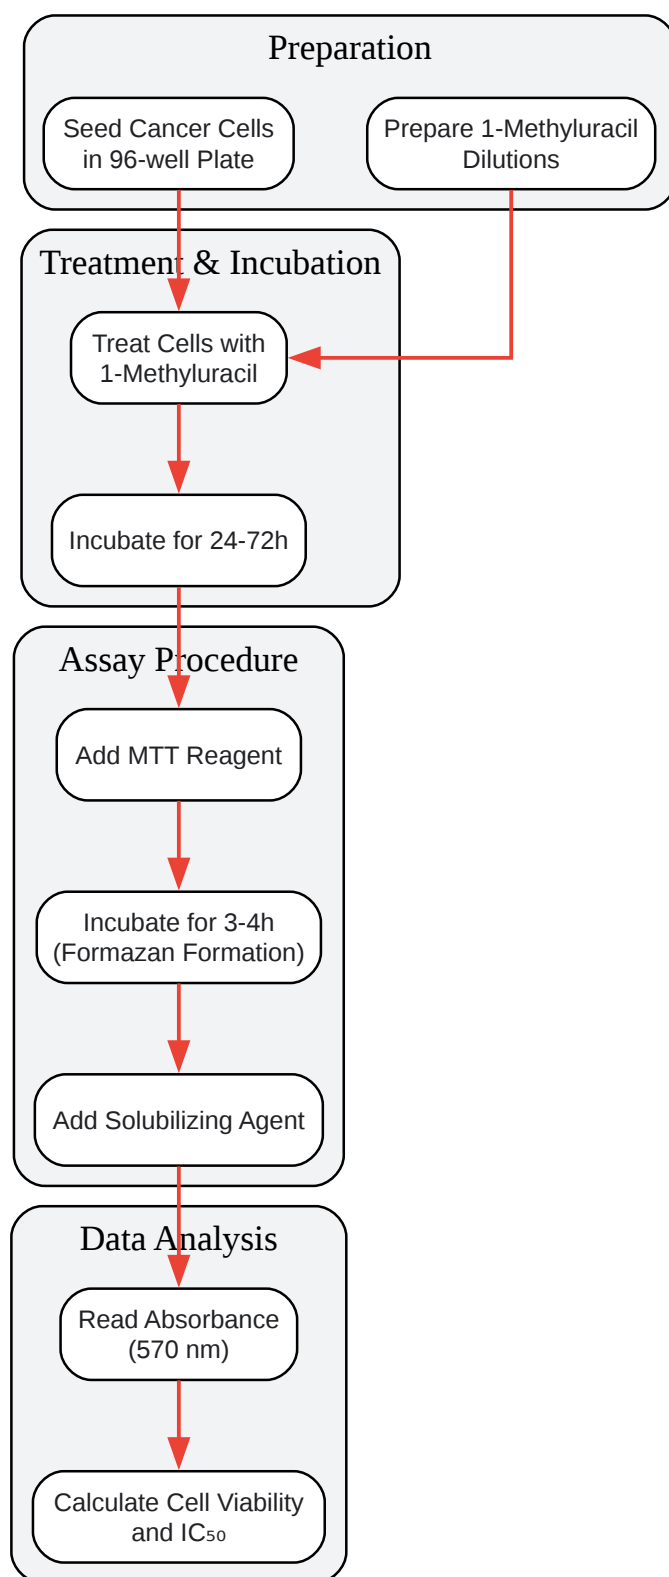 Preparation
Seed Cancer Cells
in 96-well Plate
Prepare 1-Methyluracil
Dilutions
Treatment & Incubation
Treat Cells with
1-Methyluracil
Incubate for 24-72h
Assay Procedure
Add MTT Reagent
Incubate for 3-4h
(Formazan Formation)
Add Solubilizing Agent
Data Analysis
Read Absorbance
(570 nm)
Calculate Cell Viability
and IC₅₀